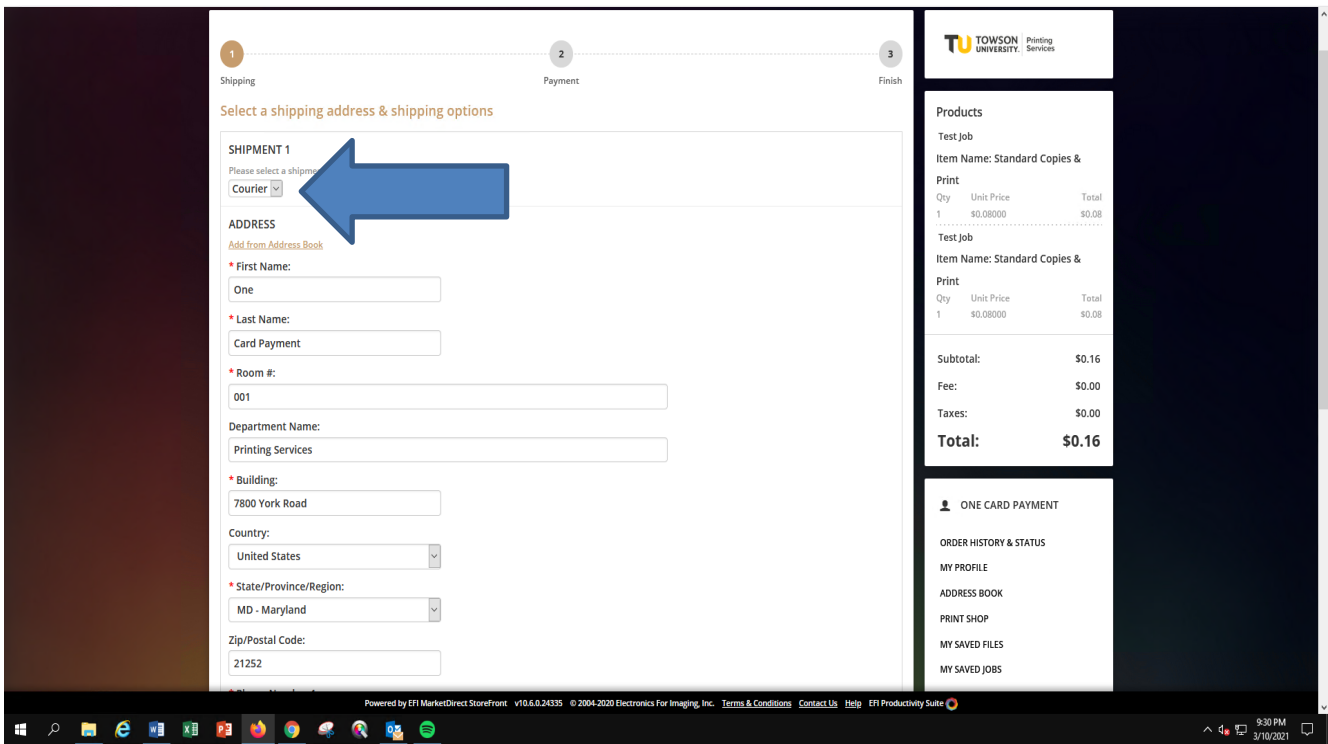 1
2
3
Shipping
Payment
Finish
Select a shipping address & shipping options
SHIPMENT 1
Please select a
Courier
ADDRESS
Add from Address Book
* First Name:
One
* Last Name:
Card Payment
* Room #:
001
Department Name:
Printing Services
* Building:
7800 York Road
Country:
United States
* State/Province/Region:
MD - Maryland
Zip/Postal Code:
21252
TU TOWSON UNIVERSITY. Printing Services
Products
Test Job
Item Name: Standard Copies &
Print
Qty Unit Price Total
1 $0.08000 $0.08
Test Job
Item Name: Standard Copies &
Print
Qty Unit Price Total
1 $0.08000 $0.08
Subtotal: $0.16
Fee: $0.00
Taxes: $0.00
Total: $0.16
ONE CARD PAYMENT
ORDER HISTORY & STATUS
MY PROFILE
ADDRESS BOOK
PRINT SHOP
MY SAVED FILES
MY SAVED JOBS
Powered by EFI MarketDirect StoreFront v10.6.0.24335 © 2004-2020 Electronics For Imaging, Inc. Terms & Conditions Contact Us Help EFI Productivity Suite
9:30 PM
3/10/2021